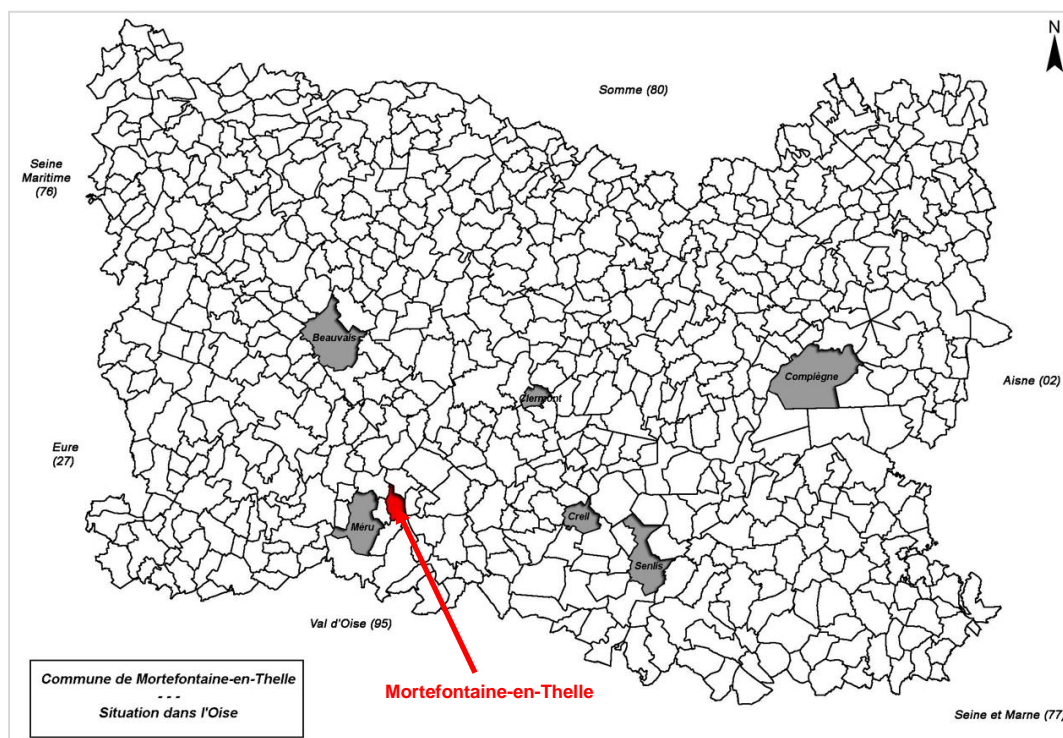 N
Somme (80)
Seine
Maritime
(76)
Beauvais
Compiègne
Aisne (02)
Clermont
Eure
(27)
Méru
Creil
Senlis
Val d'Oise (95)
Commune de Mortefontaine-en-Thelle
- - -
Situation dans l'Oise
Mortefontaine-en-Thelle
Seine et Marne (77)